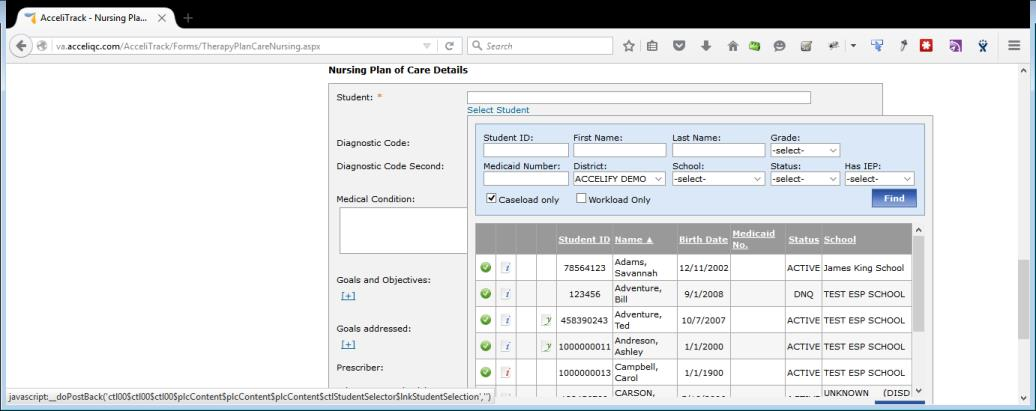 AcceliTrack - Nursing Pla...
va.acceliqc.com/AcceliTrack/Forms/TherapyPlanCareNursing.aspx
Search
Nursing Plan of Care Details
Student: *
Select Student
Student ID: First Name: Last Name: Grade:
-select-
Medicaid Number: District: School: Status: Has IEP:
ACCELIFY DEMO -select- -select- -select-
Caseload only Workload Only Find
Diagnostic Code:
Diagnostic Code Second:
Medical Condition:
Goals and Objectives:
[+]
Goals addressed:
[+]
Prescriber:
Student ID Name ▲ Birth Date Medicaid No. Status School
78564123 Adams, Savannah 12/11/2002 ACTIVE James King School
123456 Adventure, Bill 9/1/2008 DNQ TEST ESP SCHOOL
458390243 Adventure, Ted 10/7/2007 ACTIVE TEST ESP SCHOOL
1000000011 Andreson, Ashley 1/1/2000 ACTIVE TEST ESP SCHOOL
1000000013 Campbell, Carol 1/1/1900 ACTIVE TEST ESP SCHOOL
CARSON, UNKNOWN (DISD
javascript:__doPostBack('ctl00$ctl00$ctl00$plcContent$plcContent$plcContent$ctlStudentSelector$lnkStudentSelection','')